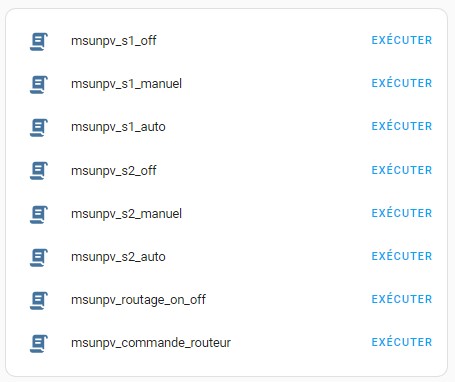 msunpv_s1_off EXÉCUTER
msunpv_s1_manuel EXÉCUTER
msunpv_s1_auto EXÉCUTER
msunpv_s2_off EXÉCUTER
msunpv_s2_manuel EXÉCUTER
msunpv_s2_auto EXÉCUTER
msunpv_routage_on_off EXÉCUTER
msunpv_commande_routeur EXÉCUTER